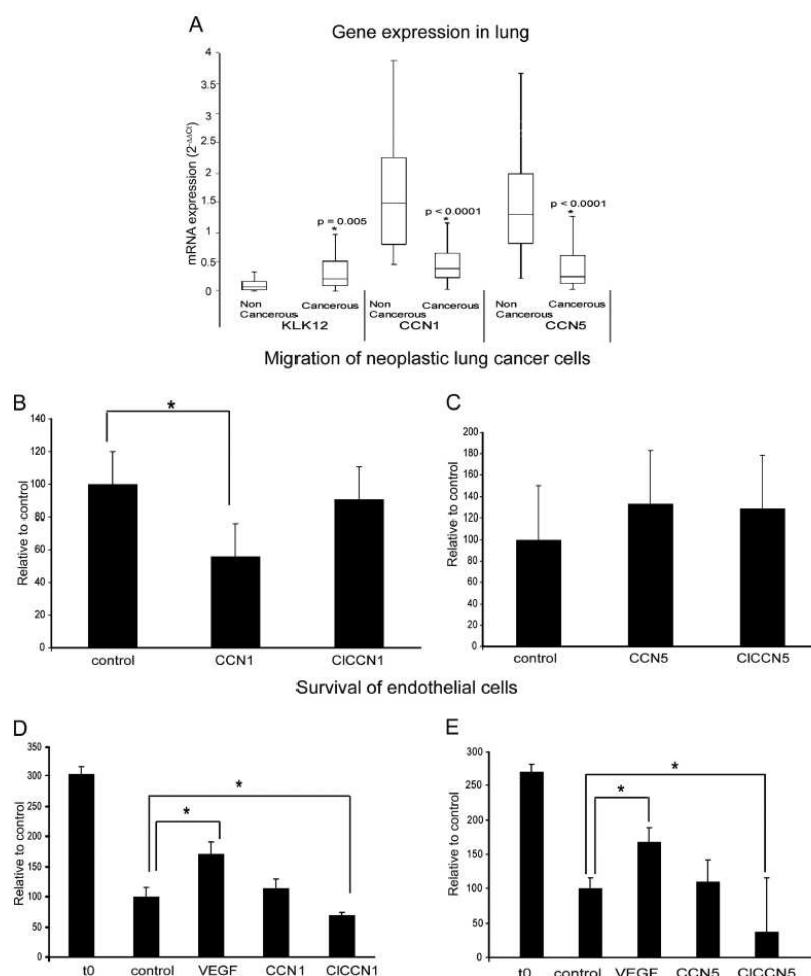 A
Gene expression in lung
mRNA expression (2-ΔΔCt)
4
3.5
3
2.5
2
1.5
1
0.5
0
p = 0.005
*
p < 0.0001
*
p < 0.0001
*
Non Cancerous
Cancerous
Non Cancerous
Cancerous
Non Cancerous
Cancerous
KLK12
CCN1
CCN5
Migration of neoplastic lung cancer cells
B
Relative to control
140
120
100
80
60
40
20
0
*
control
CCN1
ClCCN1
C
Relative to control
200
180
160
140
120
100
80
60
40
20
0
control
CCN5
ClCCN5
Survival of endothelial cells
D
Relative to control
350
300
250
200
150
100
50
0
*
*
t0
control
VEGF
CCN1
ClCCN1
E
Relative to control
300
250
200
150
100
50
0
*
*
t0
control
VEGF
CCN5
ClCCN5